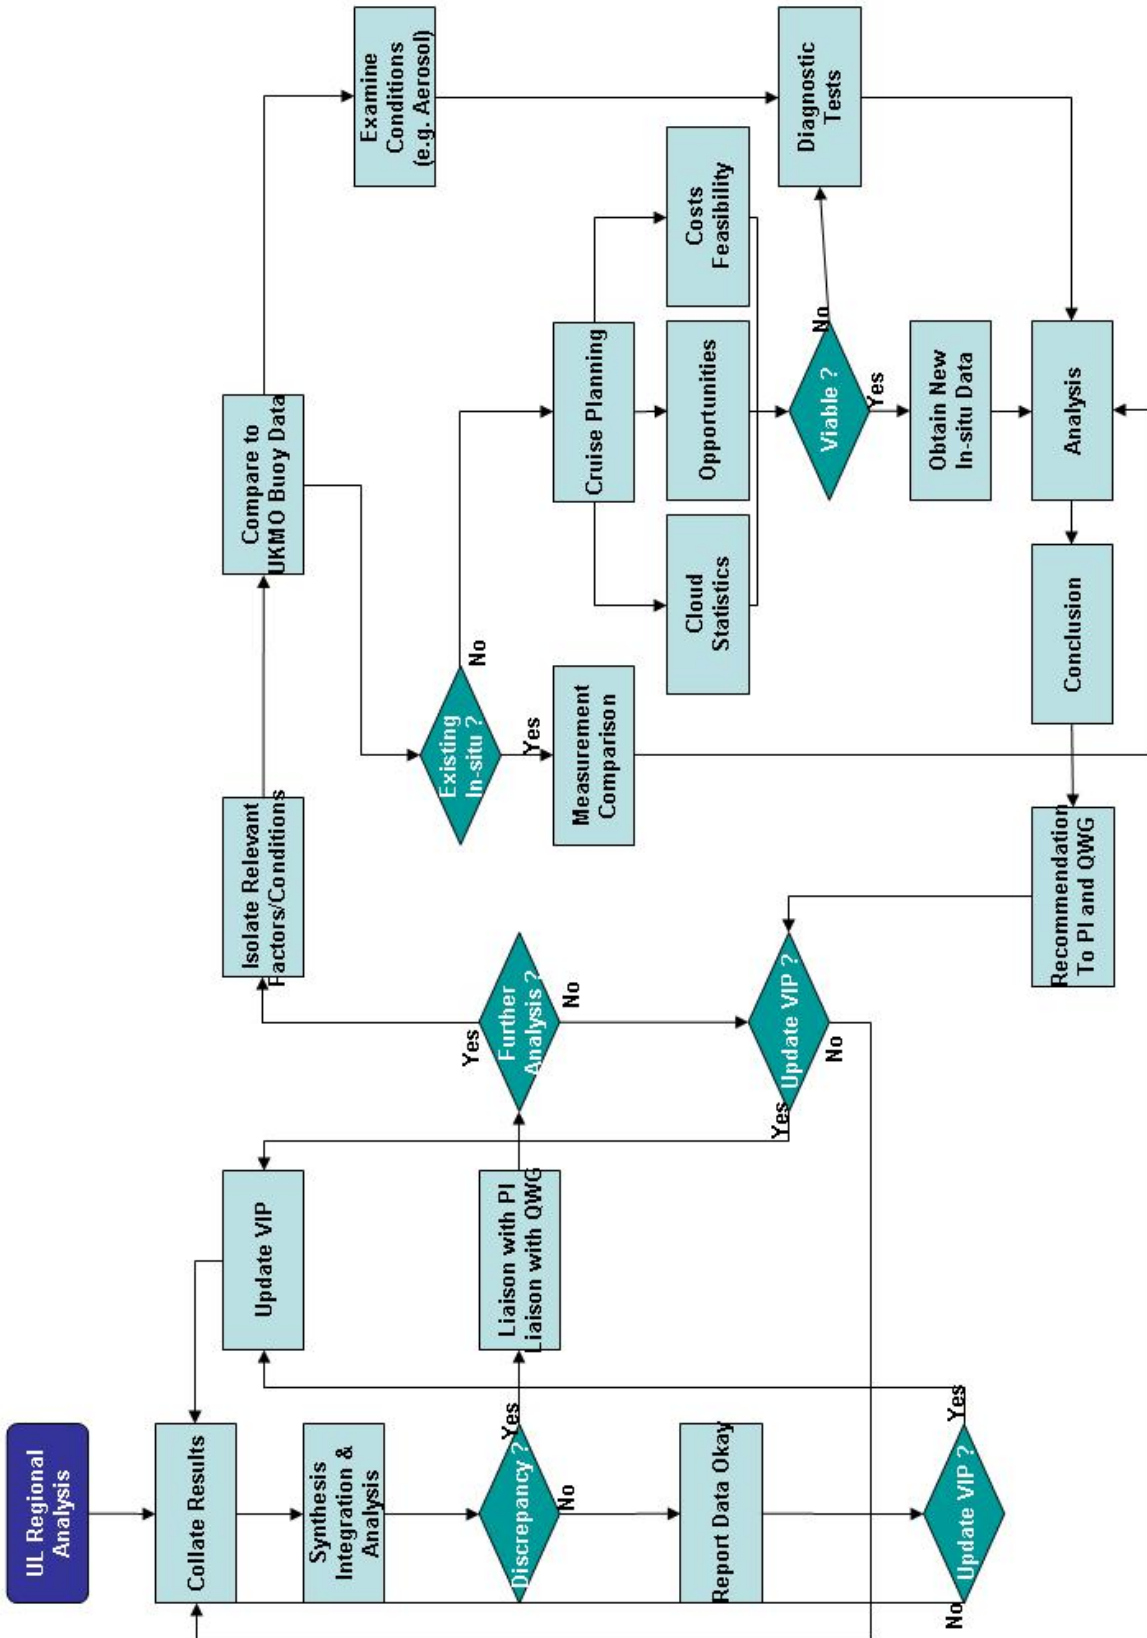 UL Regional
Analysis
Collate Results
Synthesis
Integration &
Analysis
Discrepancy ?
Yes
No
Report Data Okay
Update VIP ?
Yes
No
Update VIP
Liaison with PI
Liaison with QWG
Further
Analysis ?
Yes
No
Update VIP ?
Yes
No
Isolate Relevant
Factors/Conditions
Compare to
UKMO Buoy Data
Existing
In-situ ?
Yes
No
Measurement
Comparison
Examine
Conditions
(e.g. Aerosol)
Cruise Planning
Cloud
Statistics
Opportunities
Costs
Feasibility
Viable ?
No
Yes
Diagnostic
Tests
Obtain New
In-situ Data
Analysis
Conclusion
Recommendation
To PI and QWG